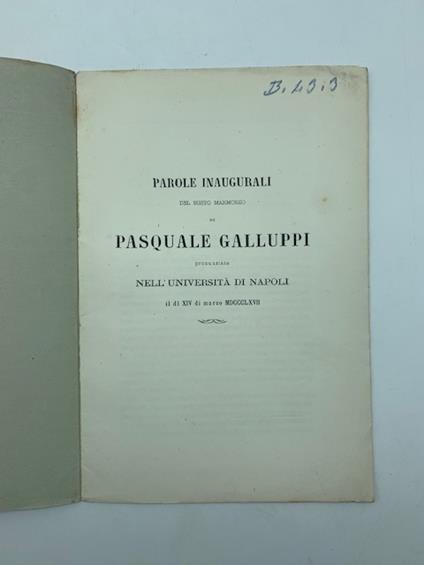 B. 43.3
PAROLE INAUGURALI
DEL BUSTO MARMOREO
DI
PASQUALE GALLUPPI
pronunziate
NELL'UNIVERSITÀ DI NAPOLI
il dì XIV di marzo MDCCCLXVII